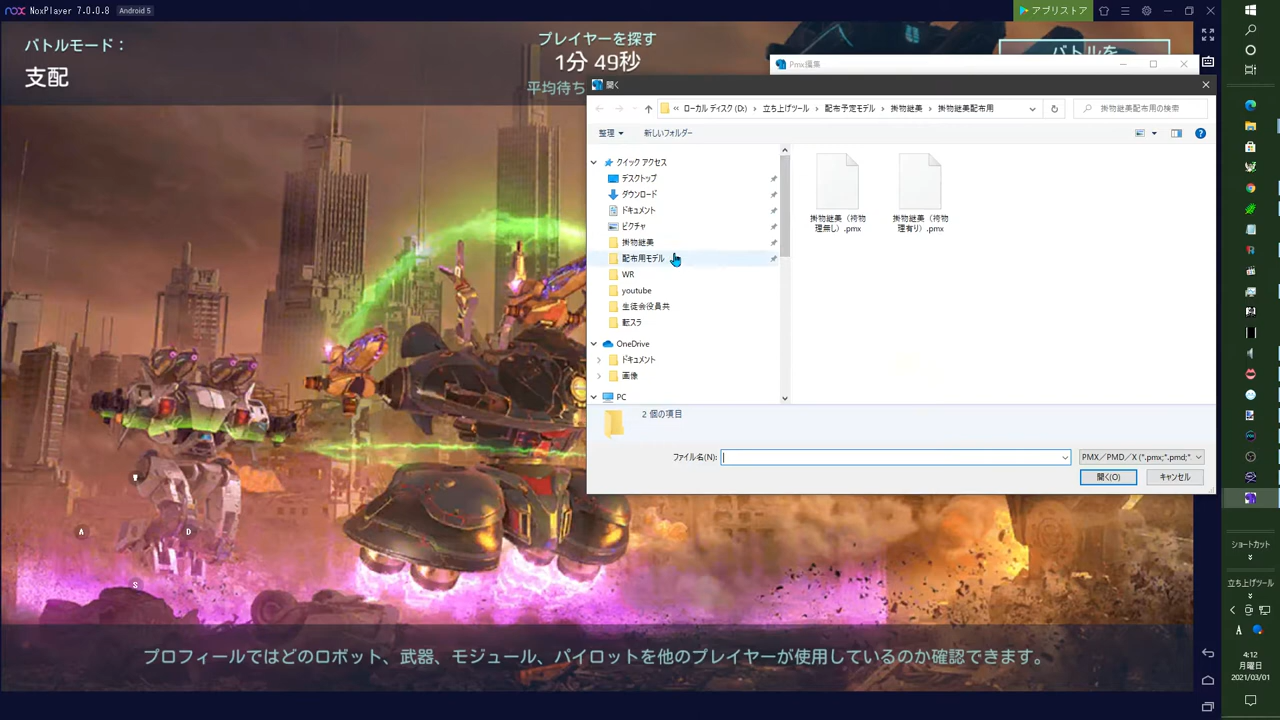 NoxPlayer 7.0.0.8 Android 5
アプリストア
バトルモード：
支配
プレイヤーを探す
1分 49秒
平均待ち
バトルを
Pmx編集
開く
« ローカル ディスク (D:) › 立ち上げツール › 配布予定モデル › 掛物継美 › 掛物継美配布用
掛物継美配布用の検索
整理
新しいフォルダー
クイック アクセス
デスクトップ
ダウンロード
ドキュメント
ピクチャ
掛物継美
配布用モデル
WR
youtube
生徒会役員共
転スラ
OneDrive
ドキュメント
画像
PC
掛物継美（袴物理無し）.pmx
掛物継美（袴物理有り）.pmx
2 個の項目
ファイル名(N):
PMX／PMD／X (*.pmx;*.pmd;*
開く(O)
キャンセル
W
A
D
S
プロフィールではどのロボット、武器、モジュール、パイロットを他のプレイヤーが使用しているのか確認できます。
ショートカット
立ち上げツール
A
4:12
月曜日
2021/03/01